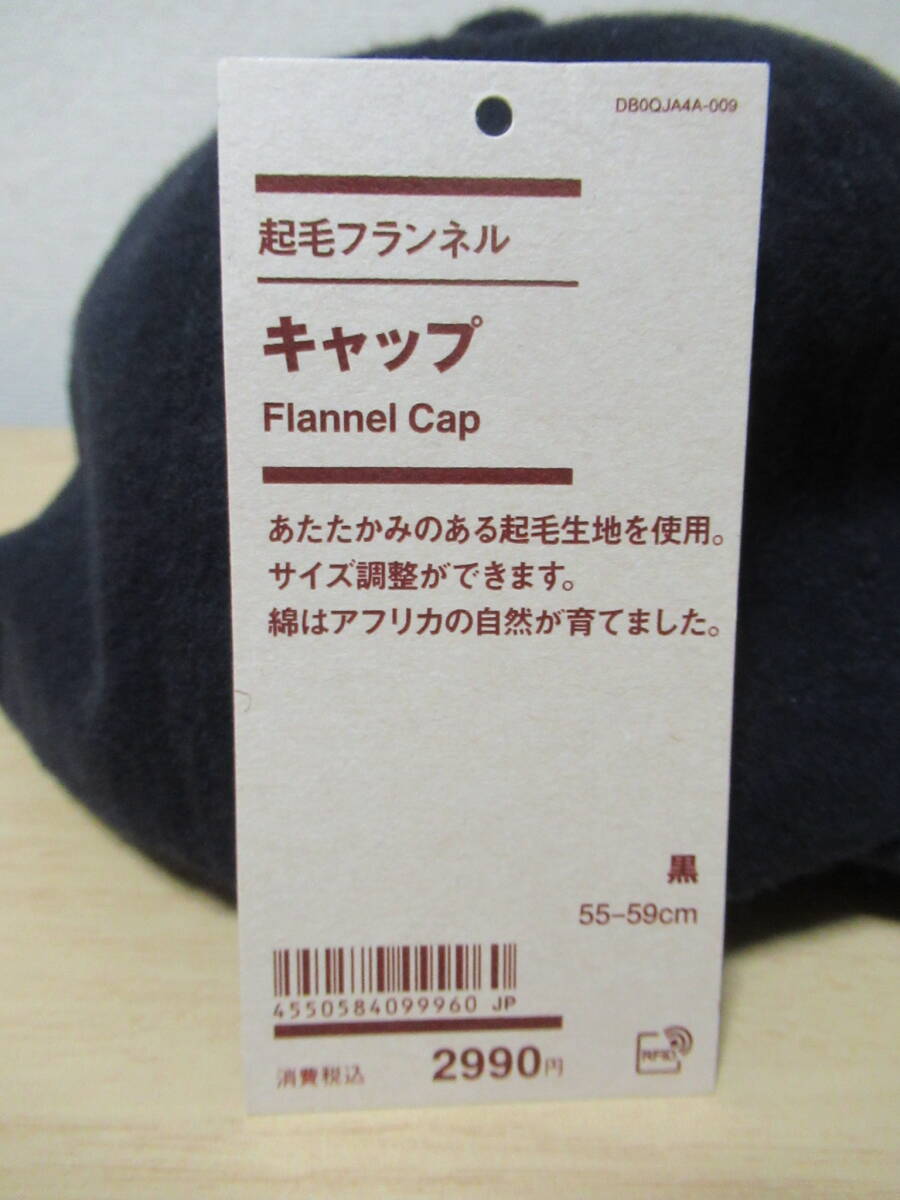 DB0QJA4A-009
起毛フランネル
キャップ
Flannel Cap
あたたかみのある起毛生地を使用。
サイズ調整ができます。
綿はアフリカの自然が育てました。
黒
55-59cm
4550584099960 JP
消費税込 2990円
RFID